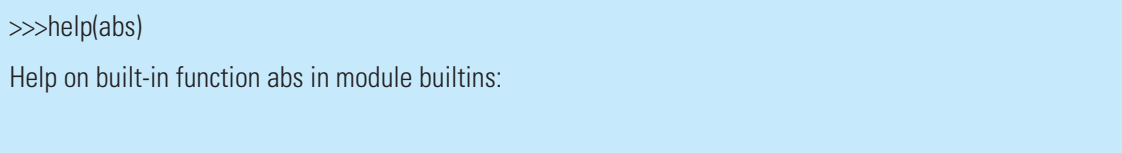 >>>help(abs)
Help on built-in function abs in module builtins: